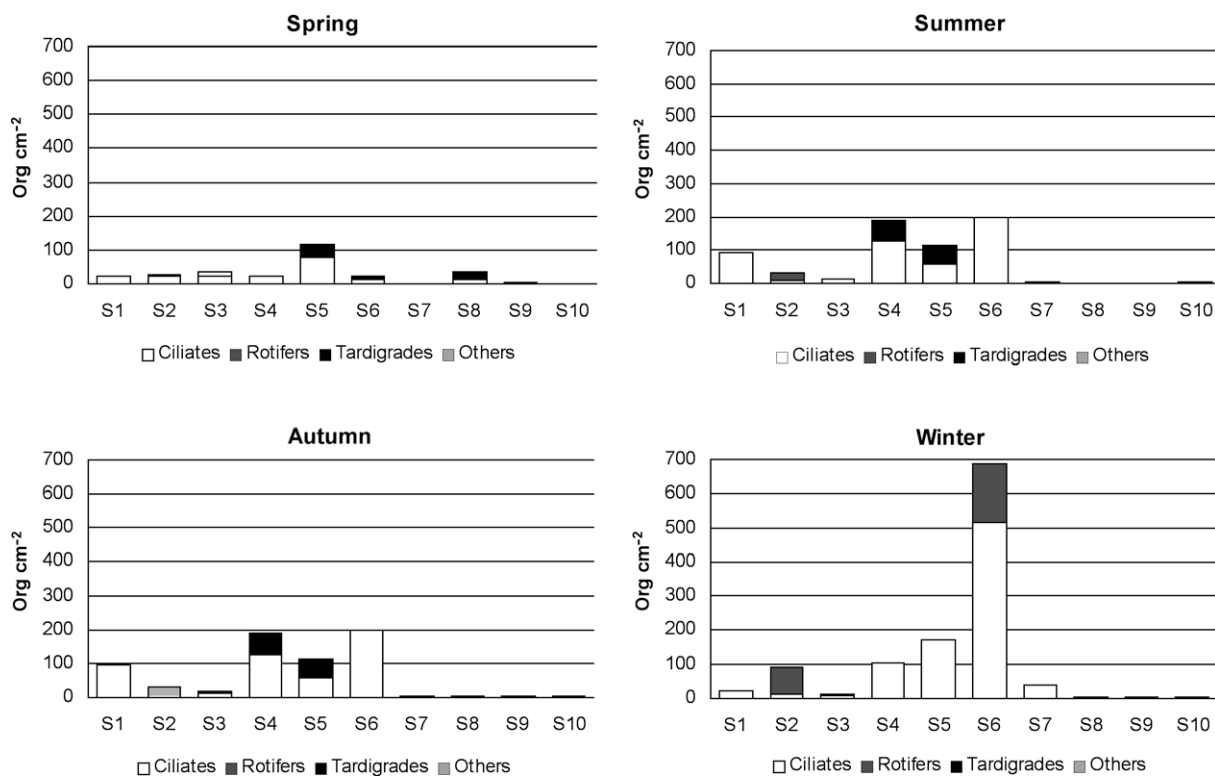 Spring
700
600
500
400
300
200
100
0
Org cm⁻²
S1 S2 S3 S4 S5 S6 S7 S8 S9 S10
Ciliates Rotifers Tardigrades Others
Summer
700
600
500
400
300
200
100
0
Org cm⁻²
S1 S2 S3 S4 S5 S6 S7 S8 S9 S10
Ciliates Rotifers Tardigrades Others
Autumn
700
600
500
400
300
200
100
0
Org cm⁻²
S1 S2 S3 S4 S5 S6 S7 S8 S9 S10
Ciliates Rotifers Tardigrades Others
Winter
700
600
500
400
300
200
100
0
Org cm⁻²
S1 S2 S3 S4 S5 S6 S7 S8 S9 S10
Ciliates Rotifers Tardigrades Others